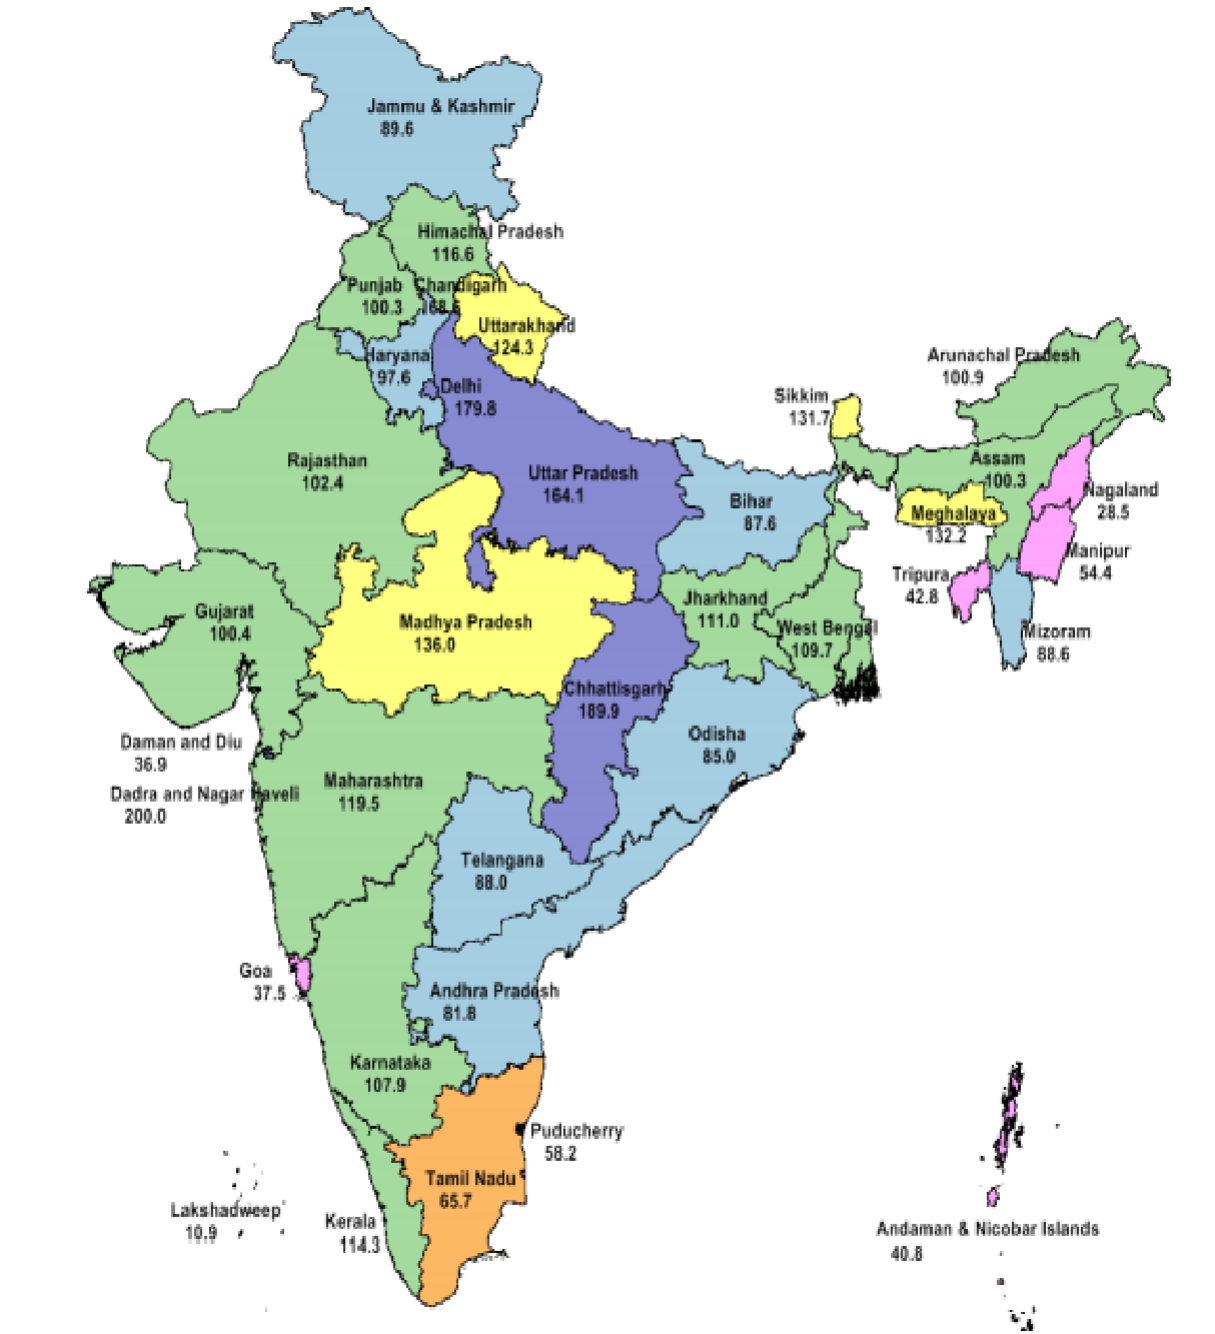 Jammu & Kashmir
89.6
Himachal Pradesh
116.6
Punjab
100.3
Chandigarh
168.6
Uttarakhand
124.3
Haryana
97.6
Delhi
179.8
Arunachal Pradesh
100.9
Sikkim
131.7
Rajasthan
102.4
Uttar Pradesh
164.1
Bihar
87.6
Assam
100.3
Nagaland
28.5
Meghalaya
132.2
Manipur
54.4
Tripura
42.8
Mizoram
88.6
Gujarat
100.4
Madhya Pradesh
136.0
Jharkhand
111.0
West Bengal
109.7
Chhattisgarh
189.9
Odisha
85.0
Daman and Diu
36.9
Dadra and Nagar Haveli
200.0
Maharashtra
119.5
Telangana
88.0
Goa
37.5
Andhra Pradesh
81.8
Karnataka
107.9
Puducherry
58.2
Tamil Nadu
65.7
Lakshadweep
10.9
Kerala
114.3
Andaman & Nicobar Islands
40.8